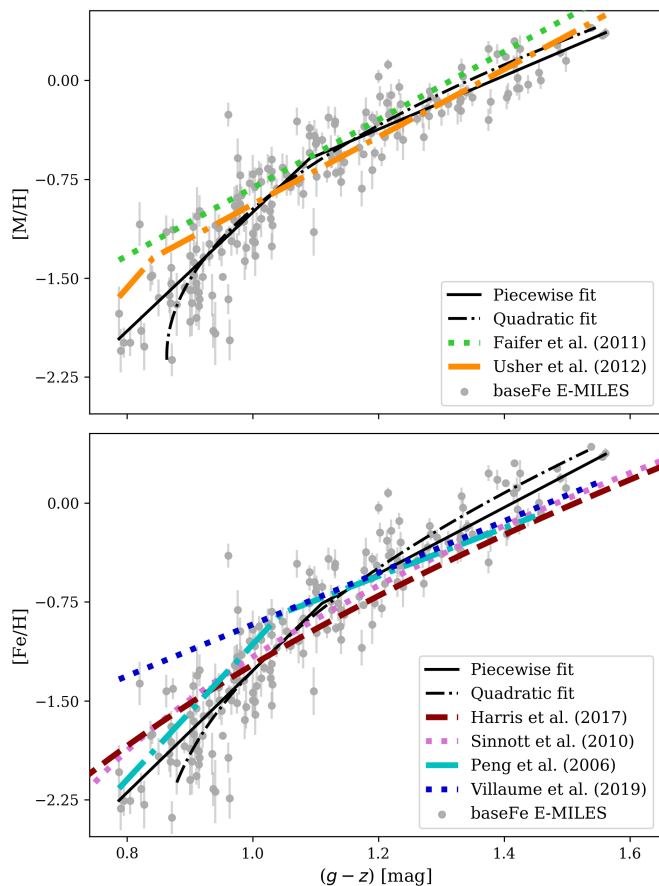 0.00
−0.75
−1.50
−2.25
[M/H]
Piecewise fit
Quadratic fit
Faifer et al. (2011)
Usher et al. (2012)
baseFe E-MILES
0.00
−0.75
−1.50
−2.25
[Fe/H]
Piecewise fit
Quadratic fit
Harris et al. (2017)
Sinnott et al. (2010)
Peng et al. (2006)
Villaume et al. (2019)
baseFe E-MILES
0.8 1.0 1.2 1.4 1.6
(g − z) [mag]